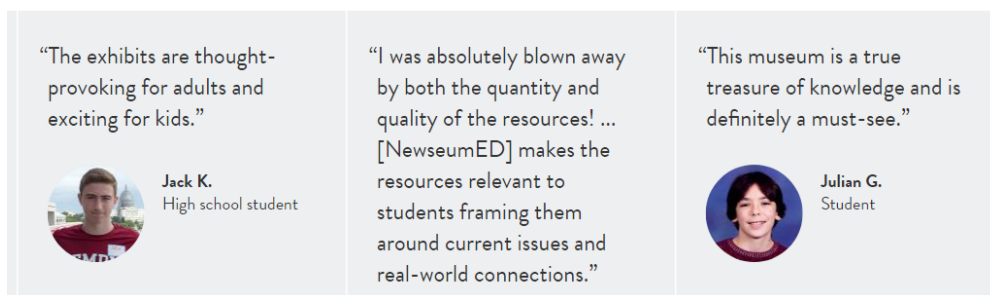 “The exhibits are thought-
provoking for adults and
exciting for kids.”
Jack K.
High school student
“I was absolutely blown away
by both the quantity and
quality of the resources! ...
[NewseumED] makes the
resources relevant to
students framing them
around current issues and
real-world connections.”
“This museum is a true
treasure of knowledge and is
definitely a must-see.”
Julian G.
Student